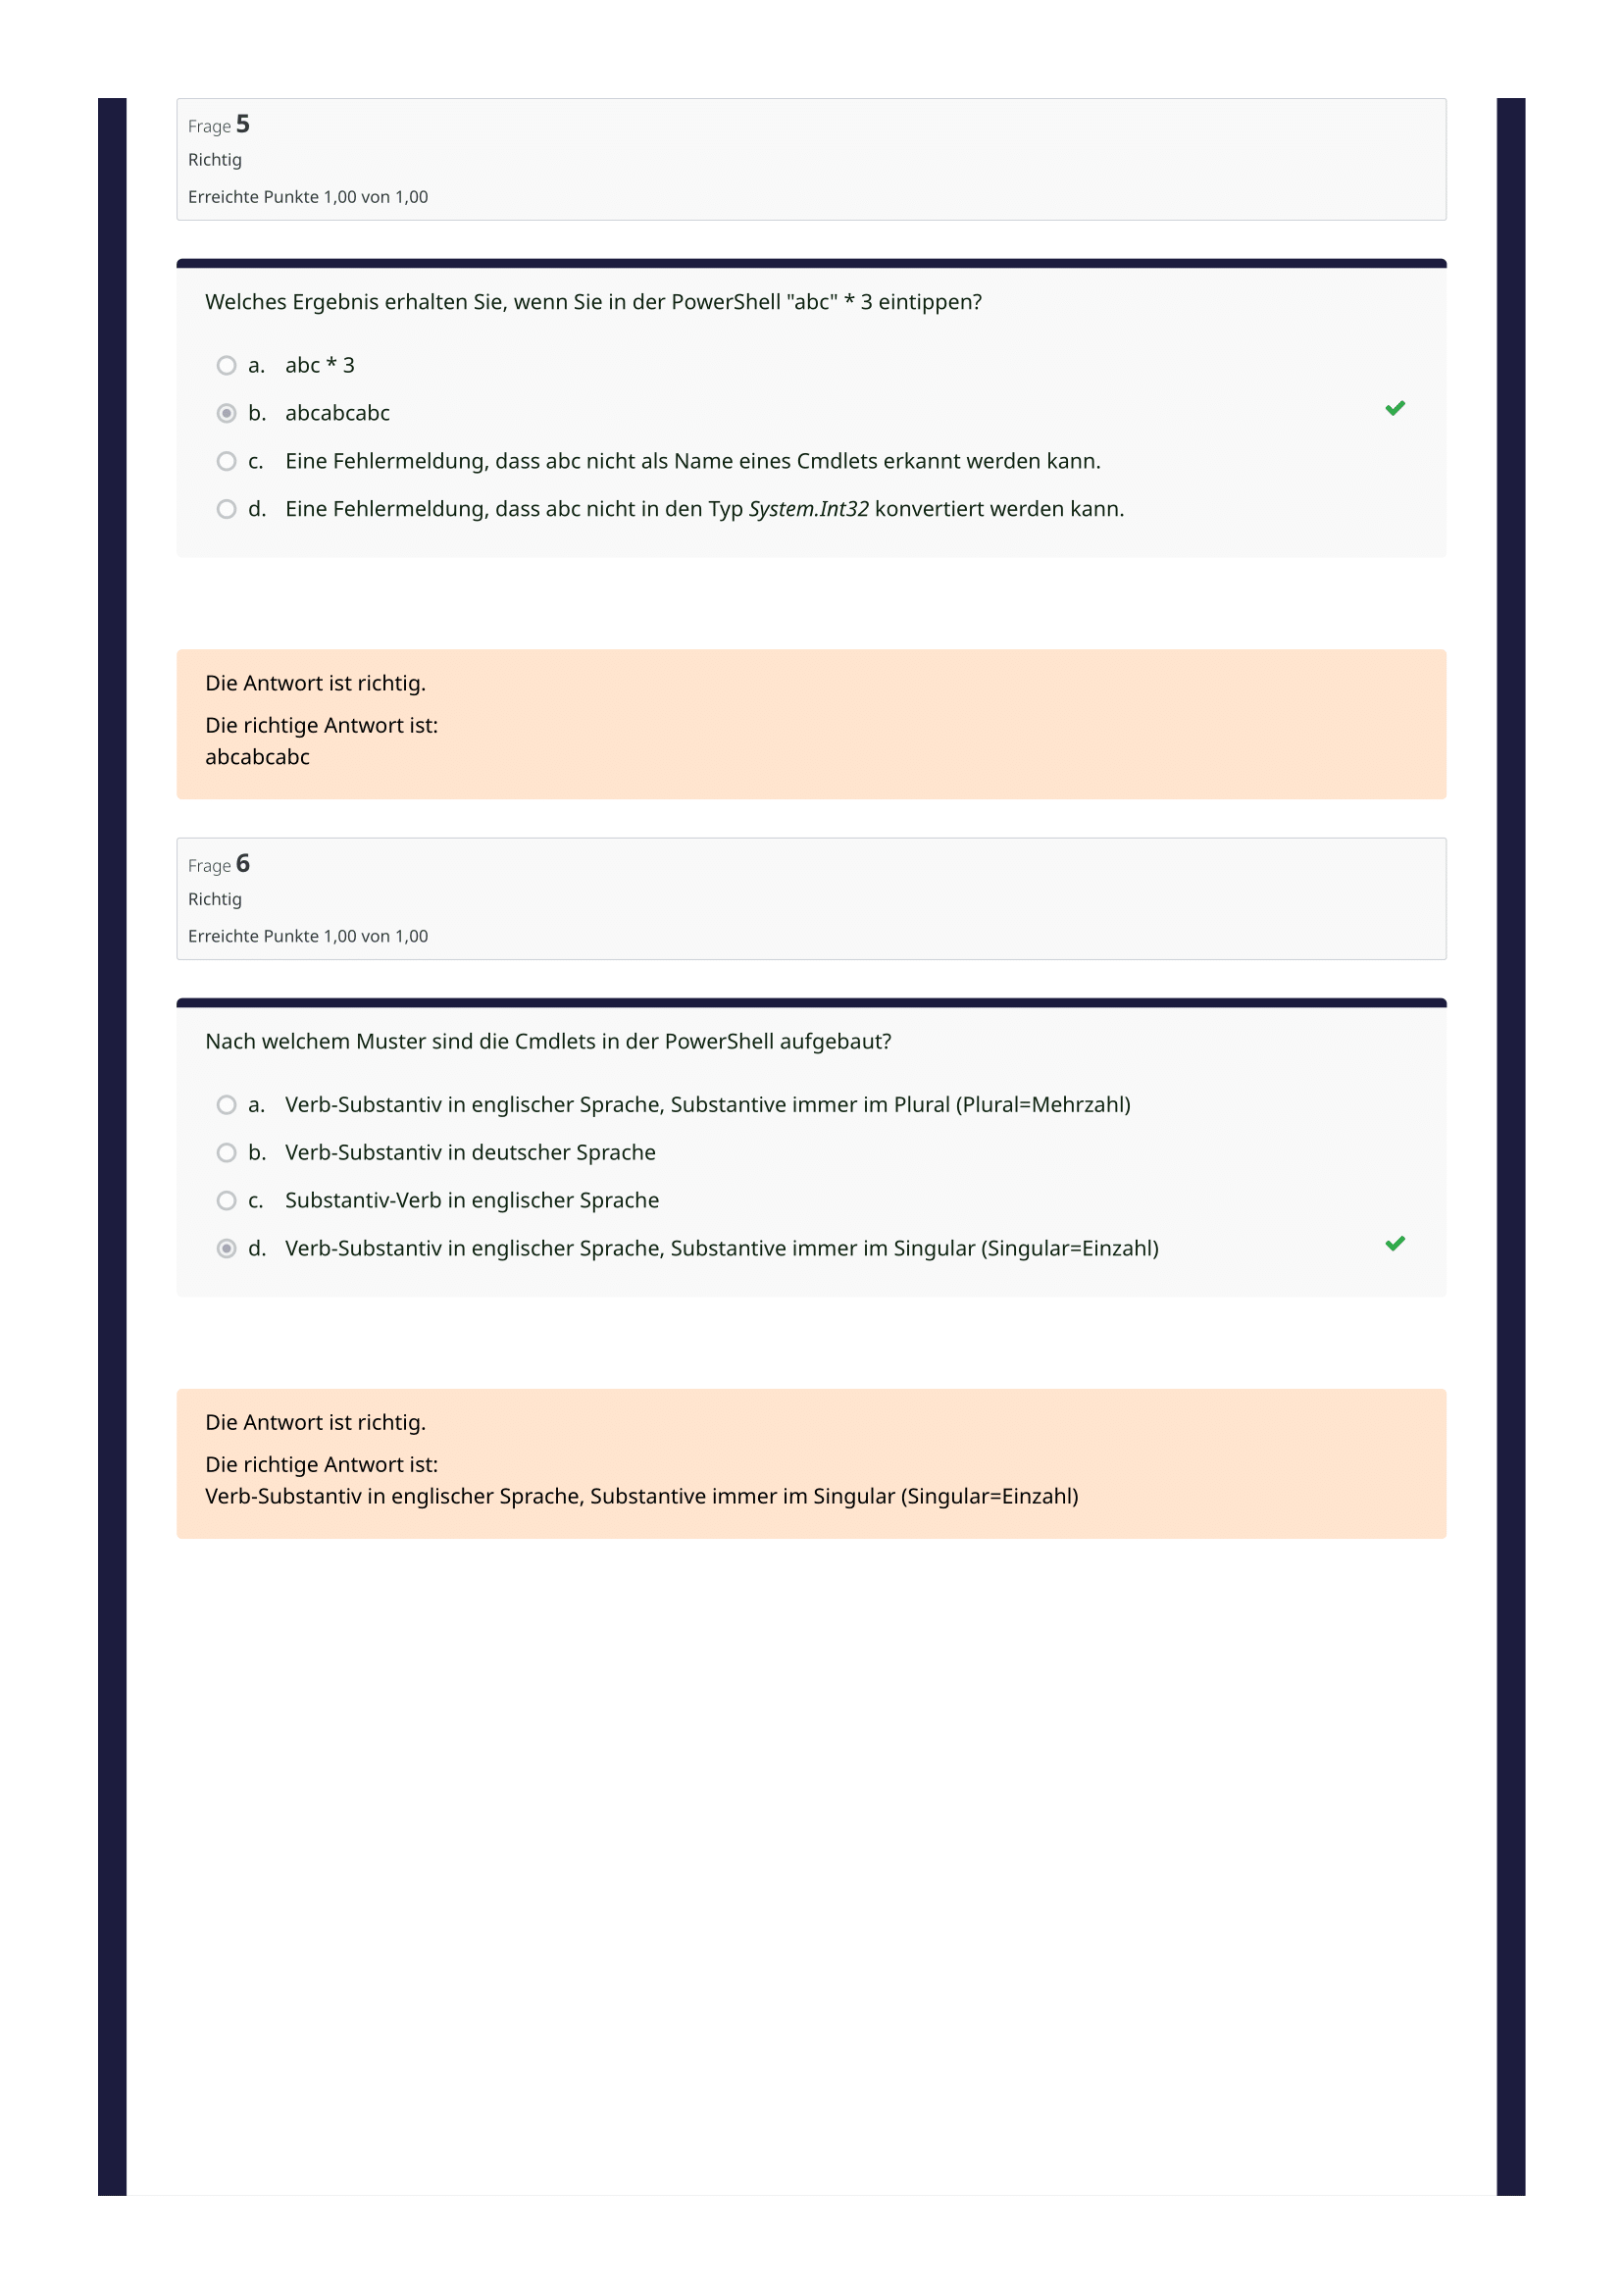 Frage 5
Richtig
Erreichte Punkte 1,00 von 1,00
Welches Ergebnis erhalten Sie, wenn Sie in der PowerShell "abc" * 3 eintippen?
a. abc * 3
b. abcabcabc
c. Eine Fehlermeldung, dass abc nicht als Name eines Cmdlets erkannt werden kann.
d. Eine Fehlermeldung, dass abc nicht in den Typ System.Int32 konvertiert werden kann.
Die Antwort ist richtig.
Die richtige Antwort ist:
abcabcabc
Frage 6
Richtig
Erreichte Punkte 1,00 von 1,00
Nach welchem Muster sind die Cmdlets in der PowerShell aufgebaut?
a. Verb-Substantiv in englischer Sprache, Substantive immer im Plural (Plural=Mehrzahl)
b. Verb-Substantiv in deutscher Sprache
c. Substantiv-Verb in englischer Sprache
d. Verb-Substantiv in englischer Sprache, Substantive immer im Singular (Singular=Einzahl)
Die Antwort ist richtig.
Die richtige Antwort ist:
Verb-Substantiv in englischer Sprache, Substantive immer im Singular (Singular=Einzahl)